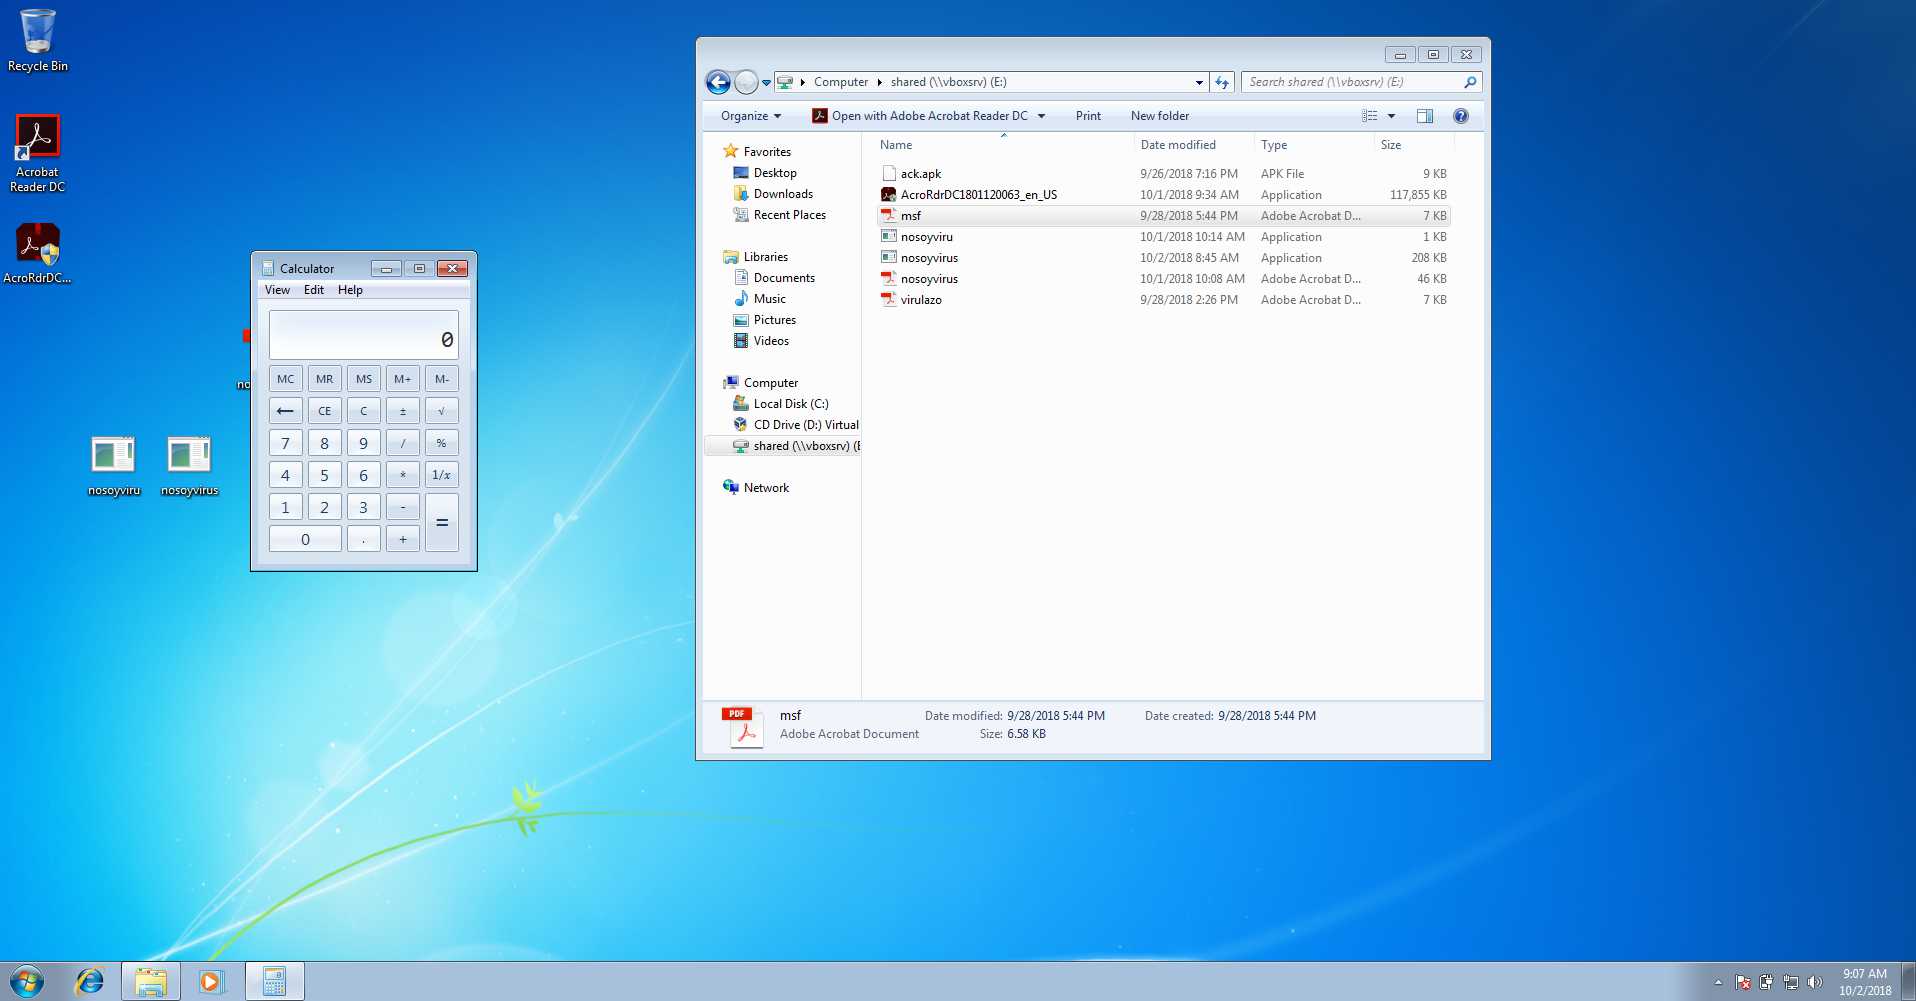 Recycle Bin
Acrobat
Reader DC
AcroRdrDC...
no
nosoyviru
nosoyvirus
Calculator
View Edit Help
0
MC MR MS M+ M-
← CE C ± √
7 8 9 / %
4 5 6 * 1/x
1 2 3 - =
0 . +
Computer shared (\\vboxsrv) (E:)
Search shared (\\vboxsrv) (E:)
Organize Open with Adobe Acrobat Reader DC Print New folder
Favorites
Desktop
Downloads
Recent Places
Libraries
Documents
Music
Pictures
Videos
Computer
Local Disk (C:)
CD Drive (D:) Virtual
shared (\\vboxsrv) (E
Network
Name Date modified Type Size
ack.apk 9/26/2018 7:16 PM APK File 9 KB
AcroRdrDC1801120063_en_US 10/1/2018 9:34 AM Application 117,855 KB
msf 9/28/2018 5:44 PM Adobe Acrobat D... 7 KB
nosoyviru 10/1/2018 10:14 AM Application 1 KB
nosoyvirus 10/2/2018 8:45 AM Application 208 KB
nosoyvirus 10/1/2018 10:08 AM Adobe Acrobat D... 46 KB
virulazo 9/28/2018 2:26 PM Adobe Acrobat D... 7 KB
PDF
msf Date modified: 9/28/2018 5:44 PM Date created: 9/28/2018 5:44 PM
Adobe Acrobat Document Size: 6.58 KB
9:07 AM
10/2/2018